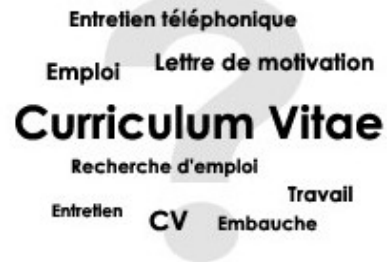 Entretien téléphonique
Emploi Lettre de motivation
Curriculum Vitae
Recherche d'emploi
Travail
Entretien CV Embauche
?